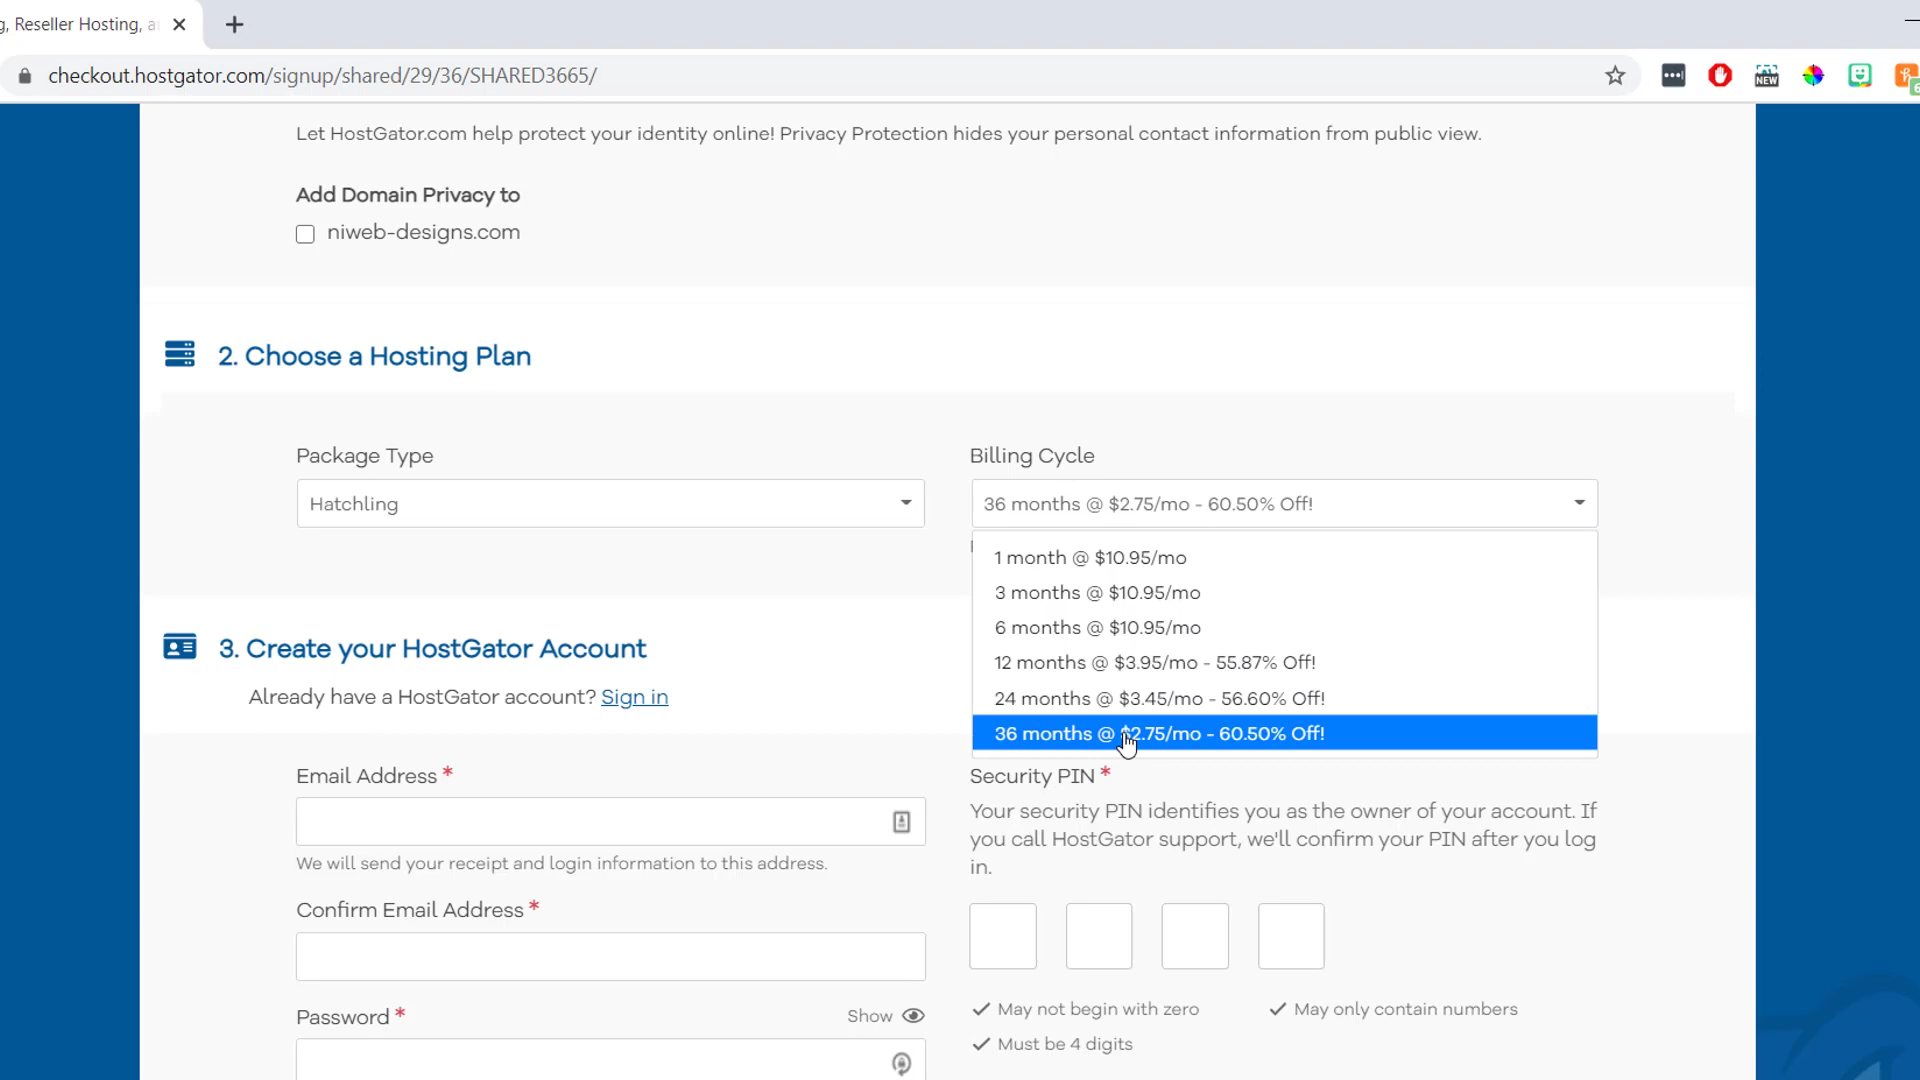 g, Reseller Hosting, a
checkout.hostgator.com/signup/shared/29/36/SHARED3665/
NEW
Let HostGator.com help protect your identity online! Privacy Protection hides your personal contact information from public view.
Add Domain Privacy to
niweb-designs.com
2. Choose a Hosting Plan
Package Type
Hatchling
Billing Cycle
36 months @ $2.75/mo - 60.50% Off!
1 month @ $10.95/mo
3 months @ $10.95/mo
6 months @ $10.95/mo
12 months @ $3.95/mo - 55.87% Off!
24 months @ $3.45/mo - 56.60% Off!
36 months @ $2.75/mo - 60.50% Off!
3. Create your HostGator Account
Already have a HostGator account? Sign in
Email Address *
We will send your receipt and login information to this address.
Confirm Email Address *
Password *
Show
Security PIN *
Your security PIN identifies you as the owner of your account. If
you call HostGator support, we'll confirm your PIN after you log
in.
May not begin with zero
May only contain numbers
Must be 4 digits